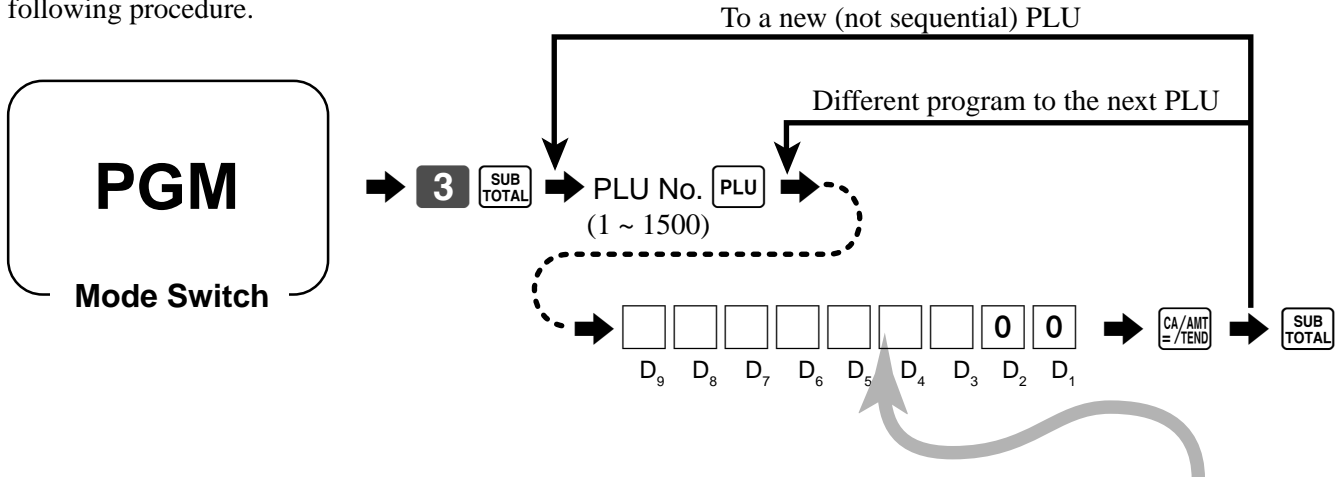 following procedure.
To a new (not sequential) PLU
Different program to the next PLU
PGM
Mode Switch
3 SUB TOTAL PLU No. PLU
(1 ~ 1500)
0 0 CA/AMT =/TEND SUB TOTAL
D9 D8 D7 D6 D5 D4 D3 D2 D1